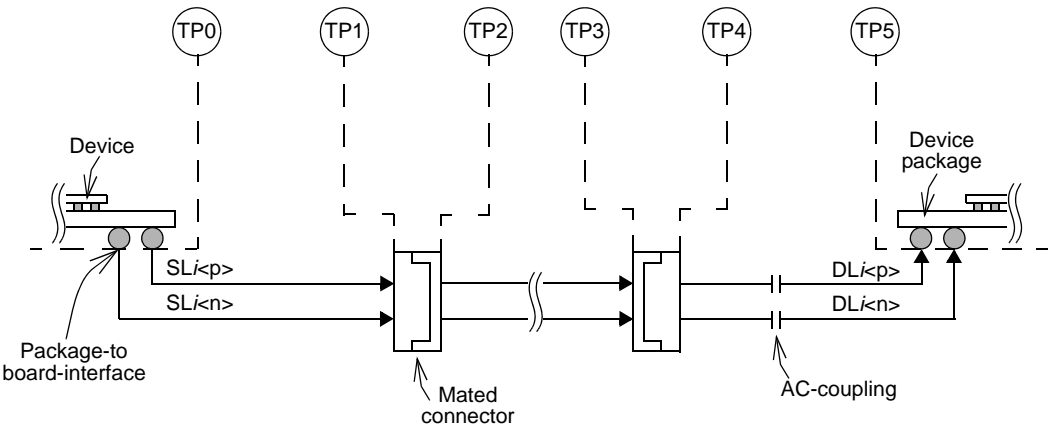 TP0
TP1
TP2
TP3
TP4
TP5
Device
Device
package
SLi<p>
DLi<p>
SLi<n>
DLi<n>
Package-to
board-interface
Mated
connector
AC-coupling